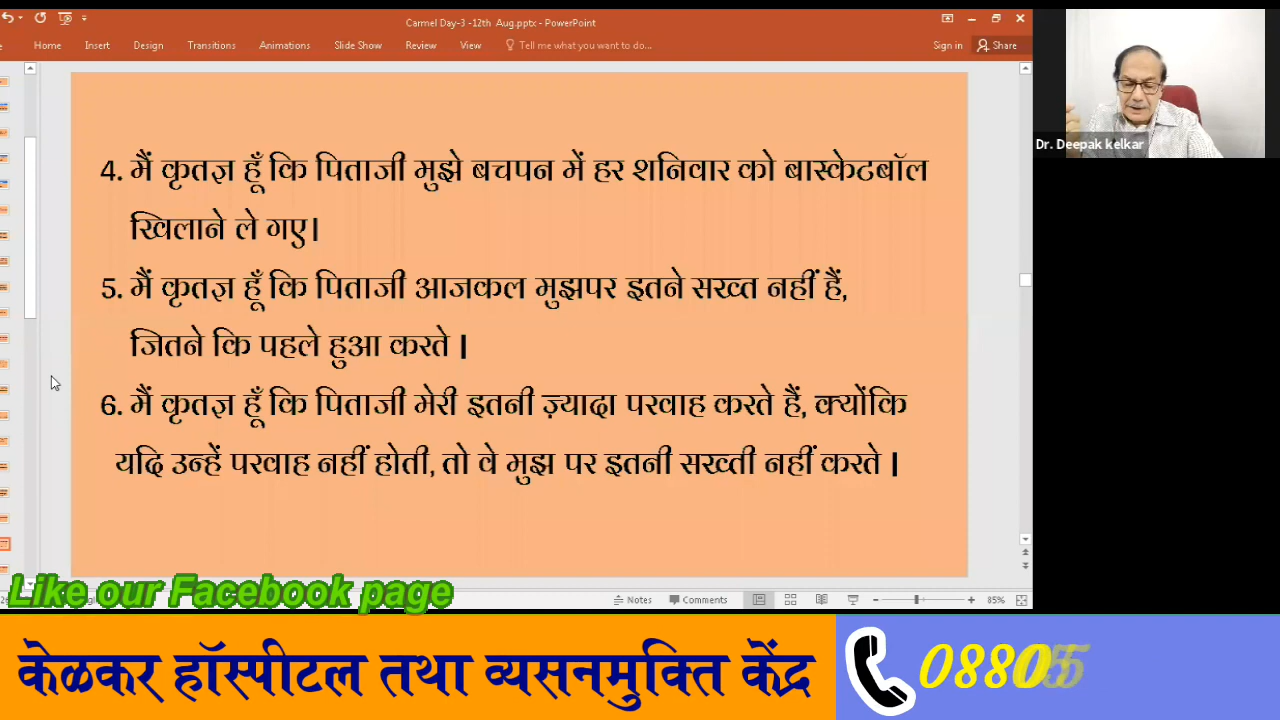 Carmel Day-3 -12th Aug.pptx - PowerPoint
Home Insert Design Transitions Animations Slide Show Review View Tell me what you want to do... Sign in Share
Dr. Deepak kelkar
4. मैं कृतज्ञ हूँ कि पिताजी मुझे बचपन में हर शनिवार को बास्केटबॉल
खिलाने ले गए।
5. मैं कृतज्ञ हूँ कि पिताजी आजकल मुझपर इतने सख्त नहीं हैं,
जितने कि पहले हुआ करते ।
6. मैं कृतज्ञ हूँ कि पिताजी मेरी इतनी ज़्यादा परवाह करते हैं, क्योंकि
यदि उन्हें परवाह नहीं होती, तो वे मुझ पर इतनी सख्ती नहीं करते ।
Like our Facebook page
Notes Comments 85%
केळकर हॉस्पीटल तथा व्यसनमुक्ति केंद्र